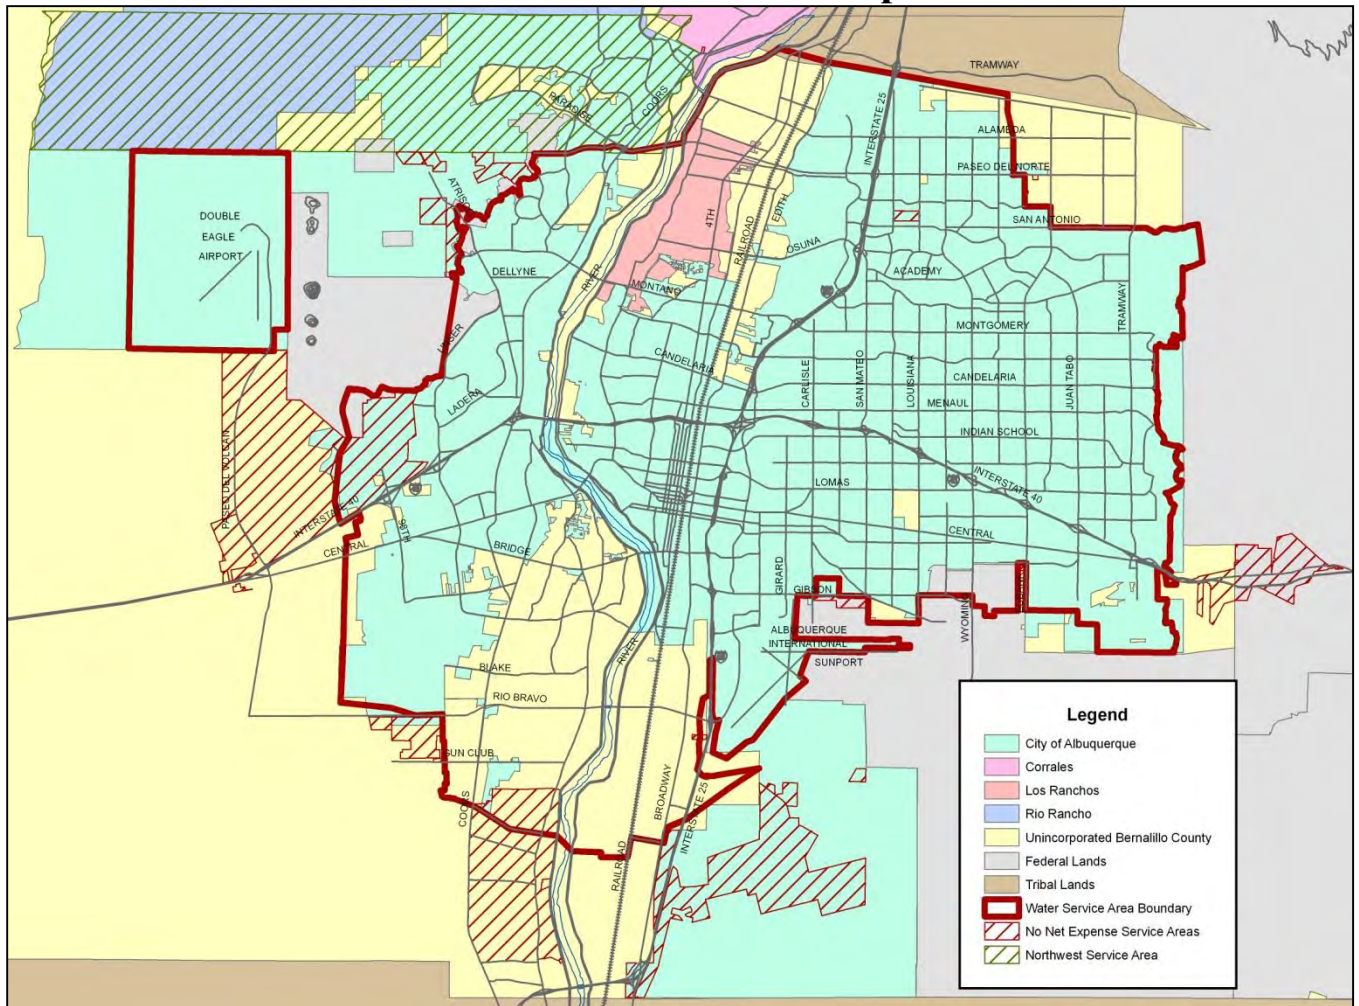 TRAMWAY
COORS
PARADISE
INTERSTATE 25
ALAMEDA
PASEO DEL NORTE
ATRISCO
DOUBLE
EAGLE
AIRPORT
4TH
RAILROAD
EDITH
SAN ANTONIO
OSUNA
DELLYNE
RIVER
MONTANO
ACADEMY
TRAMWAY
UNSER
MONTGOMERY
CANDELARIA
CARLISLE
SAN MATEO
LOUISIANA
CANDELARIA
JUAN TABO
LADERA
MENAUL
PASEO DEL VOLCAN
INDIAN SCHOOL
INTERSTATE 40
LOMAS
INTERSTATE 40
98TH
CENTRAL
BRIDGE
CENTRAL
GIRARD
GIBSON
WYOMING
ALBUQUERQUE
INTERNATIONAL
SUNPORT
RIVER
BLAKE
RIO BRAVO
GUN CLUB
COORS
BROADWAY
INTERSTATE 25
RAILROAD
Legend
City of Albuquerque
Corrales
Los Ranchos
Rio Rancho
Unincorporated Bernalillo County
Federal Lands
Tribal Lands
Water Service Area Boundary
No Net Expense Service Areas
Northwest Service Area